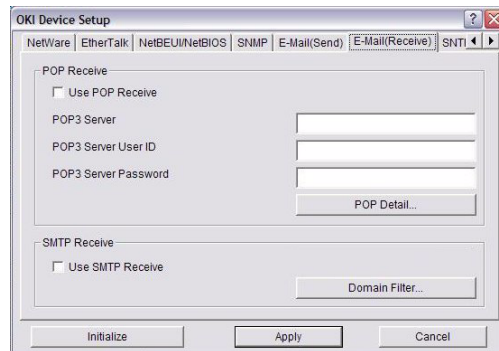 OKI Device Setup
NetWare EtherTalk NetBEUI/NetBIOS SNMP E-Mail(Send) E-Mail(Receive) SNT
POP Receive
Use POP Receive
POP3 Server
POP3 Server User ID
POP3 Server Password
POP Detail...
SMTP Receive
Use SMTP Receive
Domain Filter...
Initialize Apply Cancel